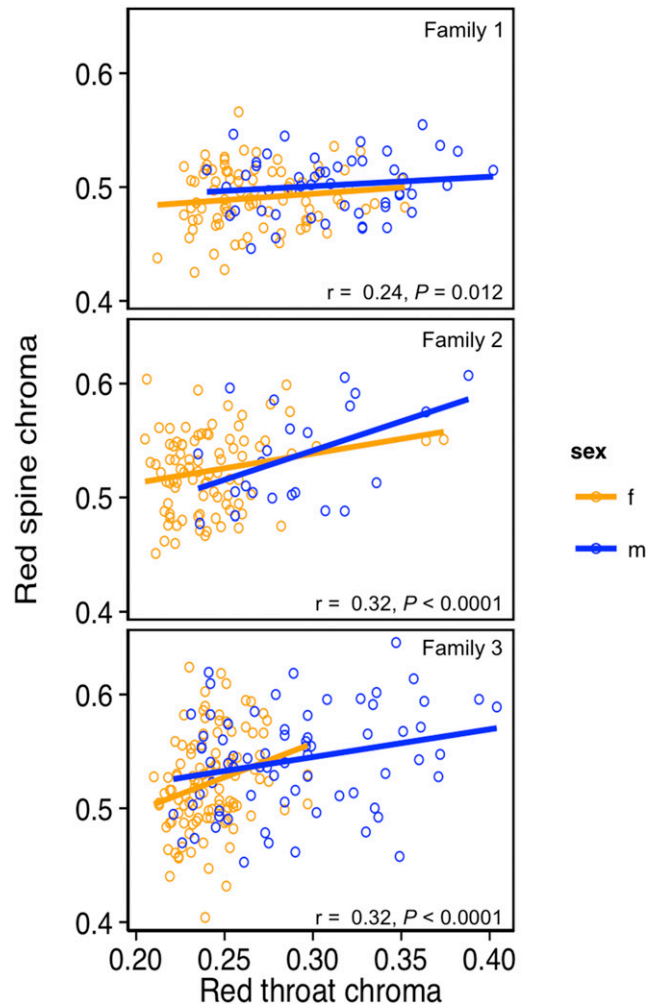 Family 1
0.6
0.5
0.4
r = 0.24, P = 0.012
Family 2
0.6
0.5
0.4
r = 0.32, P < 0.0001
Family 3
0.6
0.5
0.4
r = 0.32, P < 0.0001
Red spine chroma
0.20 0.25 0.30 0.35 0.40
Red throat chroma
sex
f
m